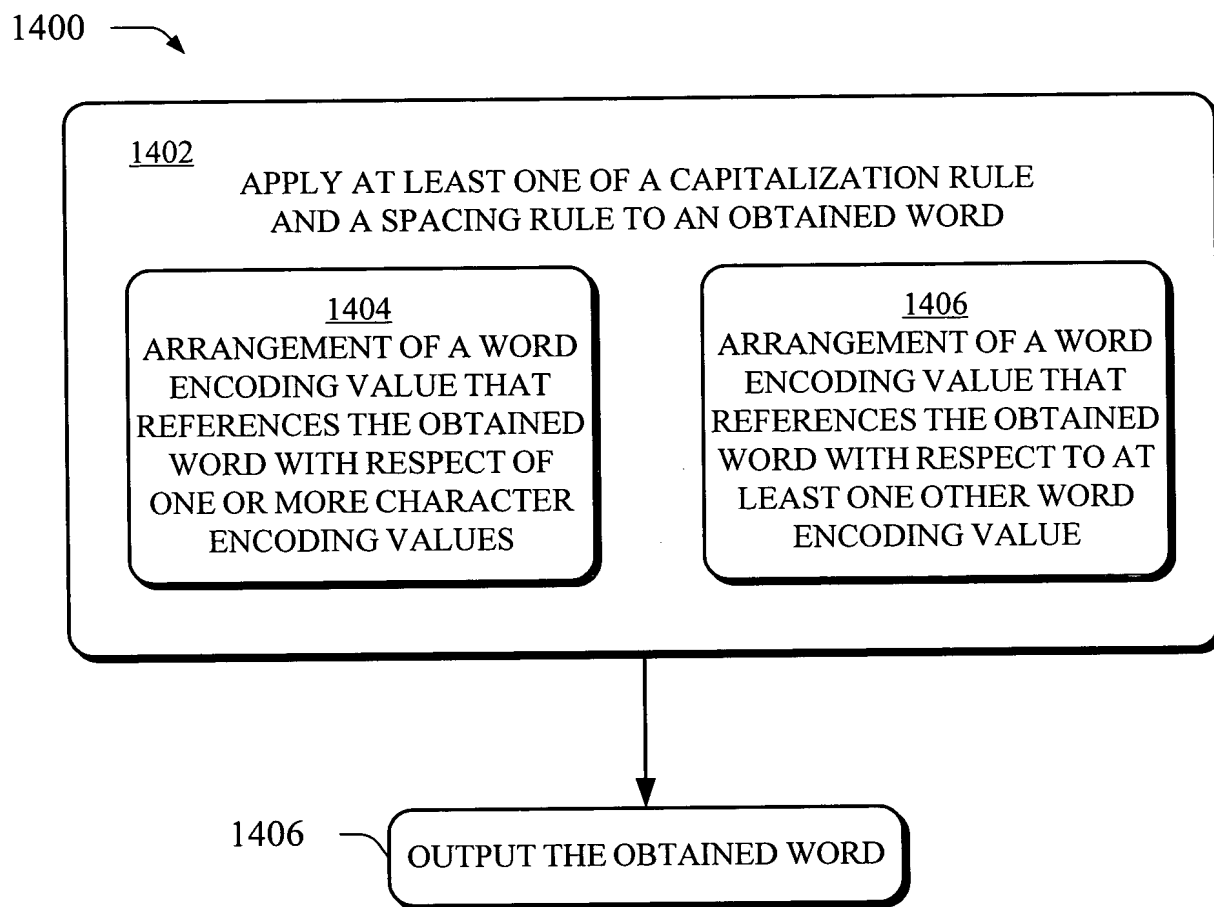 1400
1402
APPLY AT LEAST ONE OF A CAPITALIZATION RULE
AND A SPACING RULE TO AN OBTAINED WORD
1404
ARRANGEMENT OF A WORD
ENCODING VALUE THAT
REFERENCES THE OBTAINED
WORD WITH RESPECT OF
ONE OR MORE CHARACTER
ENCODING VALUES
1406
ARRANGEMENT OF A WORD
ENCODING VALUE THAT
REFERENCES THE OBTAINED
WORD WITH RESPECT TO AT
LEAST ONE OTHER WORD
ENCODING VALUE
1406
OUTPUT THE OBTAINED WORD